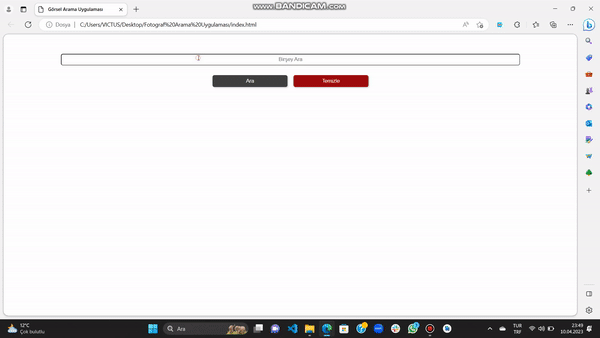 www.BANDICAM.com
Görsel Arama Uygulaması
Dosya
C:/Users/VICTUS/Desktop/Fotograf%20Arama%20Uygulaması/index.html
Birşey Ara
Ara
Temizle
12°C
Çok bulutlu
Ara
TUR
TRF
23:49
10.04.2023